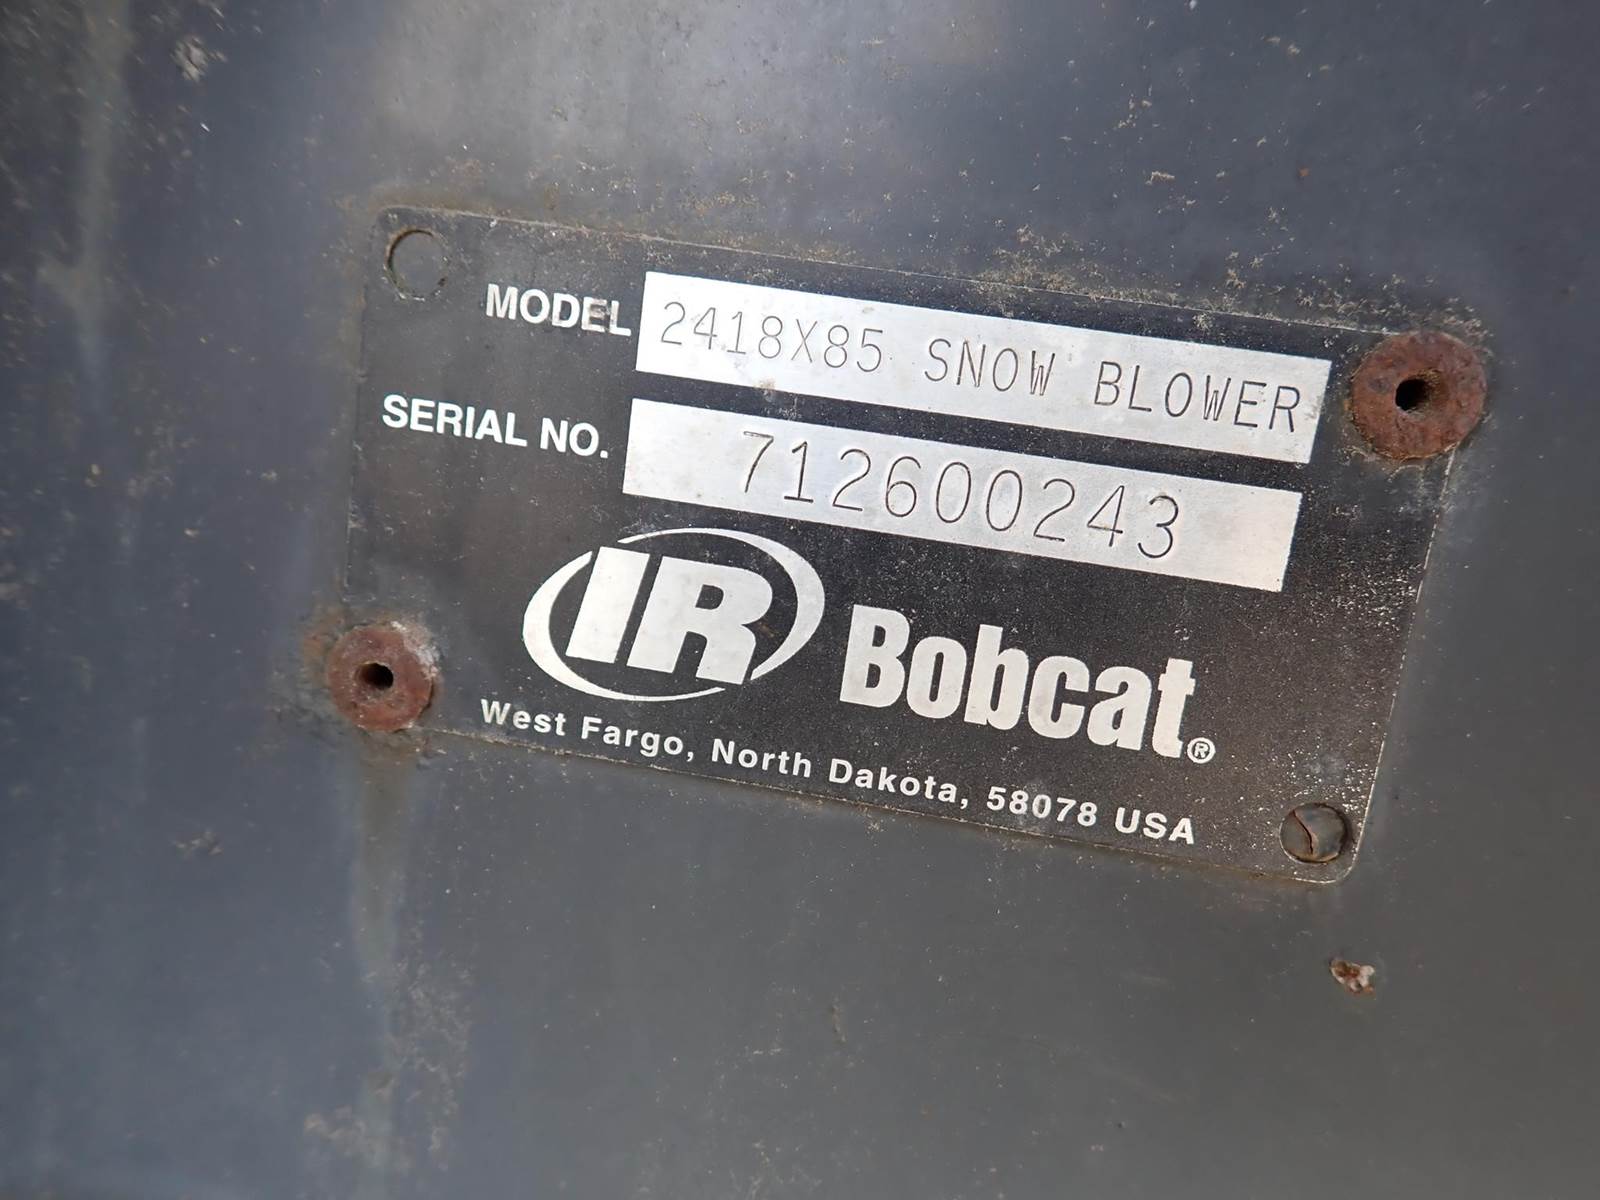 MODEL 2418X85 SNOW BLOWER
SERIAL NO. 712600243
IR Bobcat®
West Fargo, North Dakota, 58078 USA